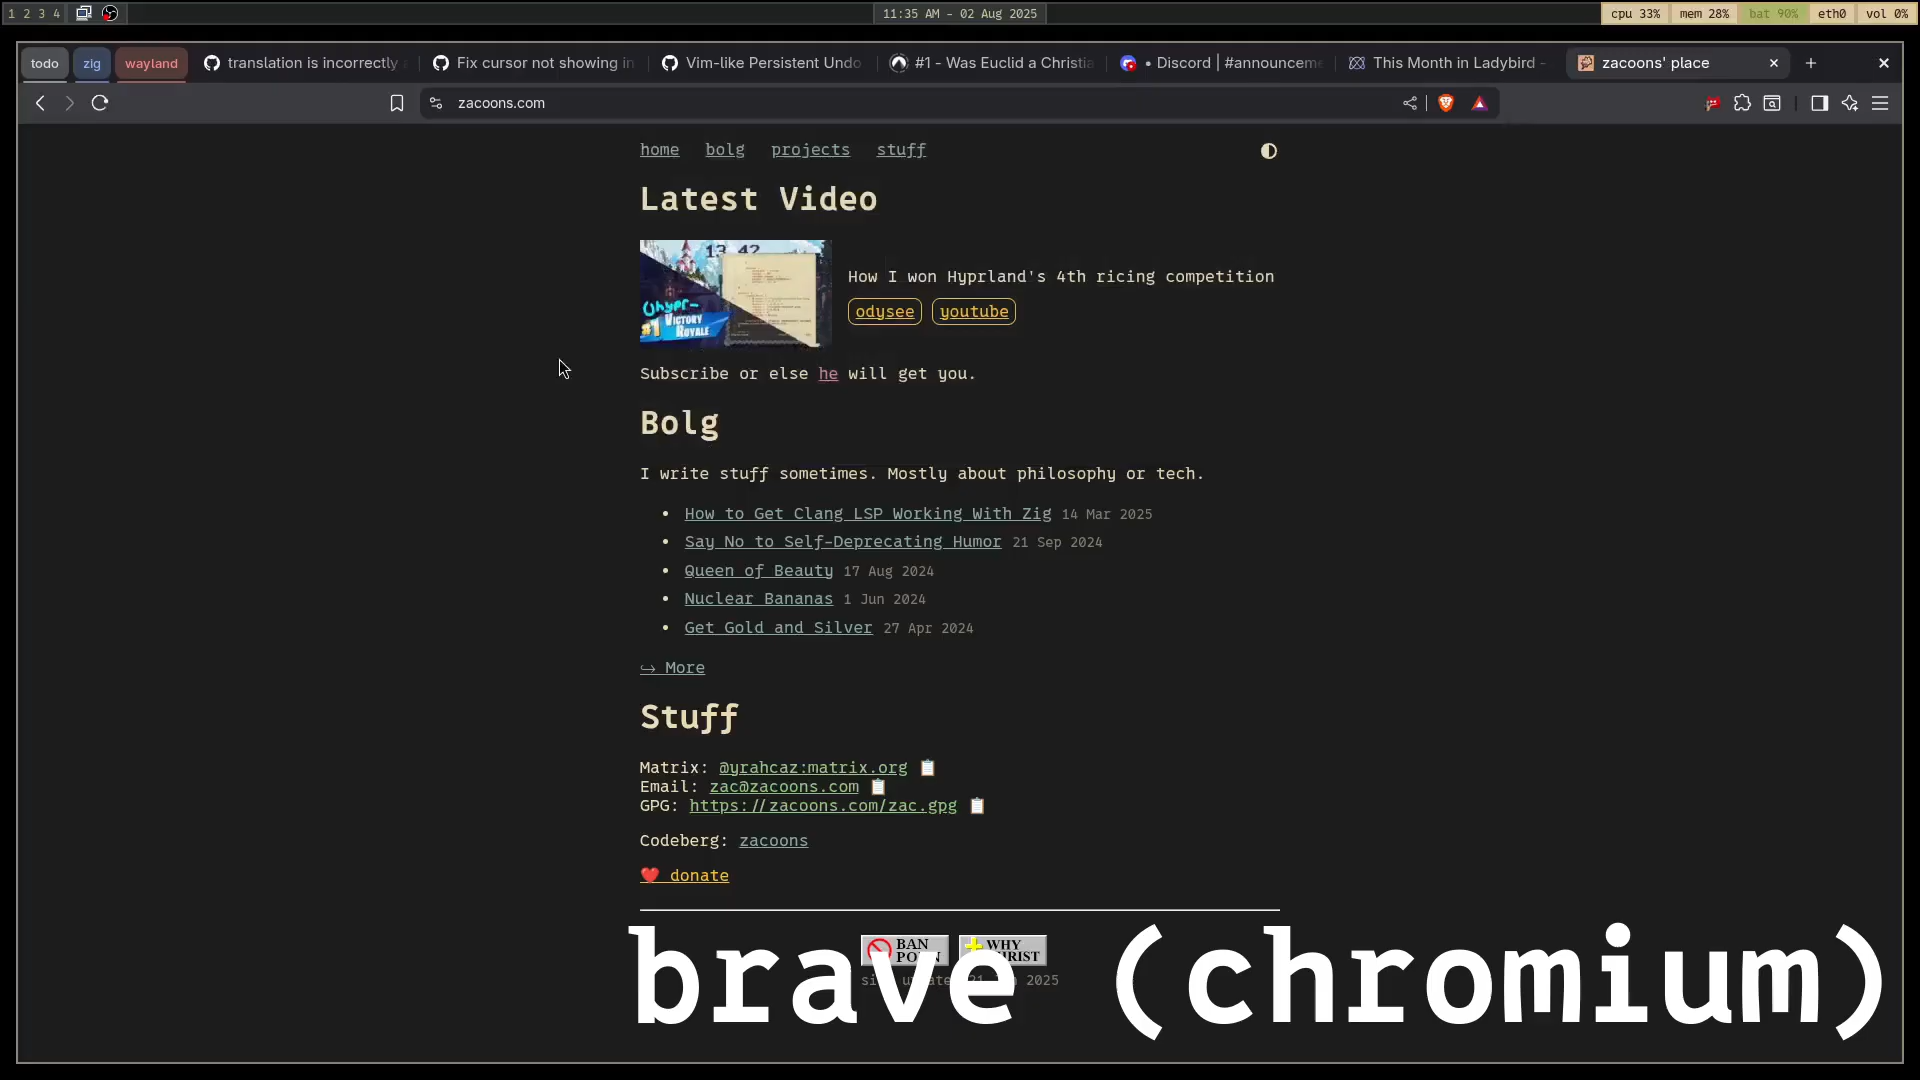 1 2 3 4
11:35 AM - 02 Aug 2025
cpu 33% mem 28% bat 90% eth0 vol 0%
todo zig wayland translation is incorrectly Fix cursor not showing in Vim-like Persistent Undo #1 - Was Euclid a Christia • Discord | #announcem This Month in Ladybird - zacoons' place
zacoons.com
home bolg projects stuff
Latest Video
13 42
Unypr-
#1 VICTORY
ROYALE
How I won Hyprland's 4th ricing competition
odysee youtube
Subscribe or else he will get you.
Bolg
I write stuff sometimes. Mostly about philosophy or tech.
• How to Get Clang LSP Working With Zig 14 Mar 2025
• Say No to Self-Deprecating Humor 21 Sep 2024
• Queen of Beauty 17 Aug 2024
• Nuclear Bananas 1 Jun 2024
• Get Gold and Silver 27 Apr 2024
↪ More
Stuff
Matrix: @yrahcaz:matrix.org
Email: zac@zacoons.com
GPG: https://zacoons.com/zac.gpg
Codeberg: zacoons
❤️ donate
BAN
WHY
2025
brave (chromium)